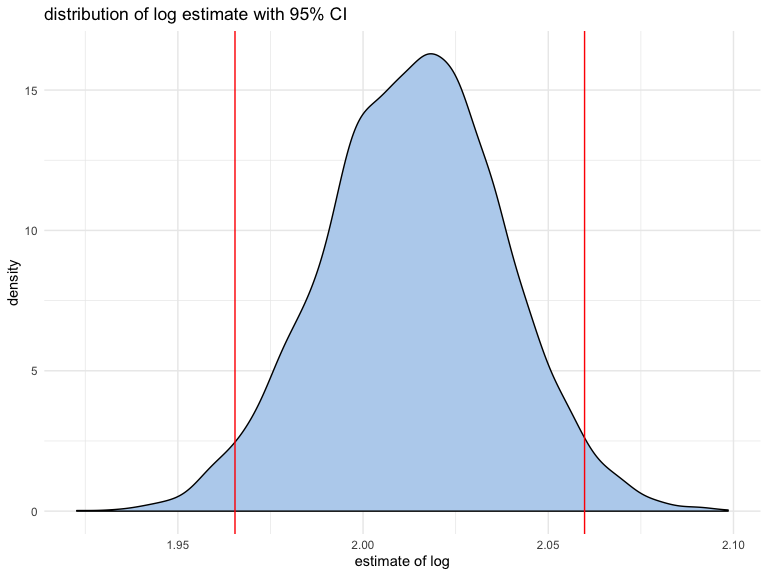 distribution of log estimate with 95% CI
15
10
5
0
density
1.95 2.00 2.05 2.10
estimate of log